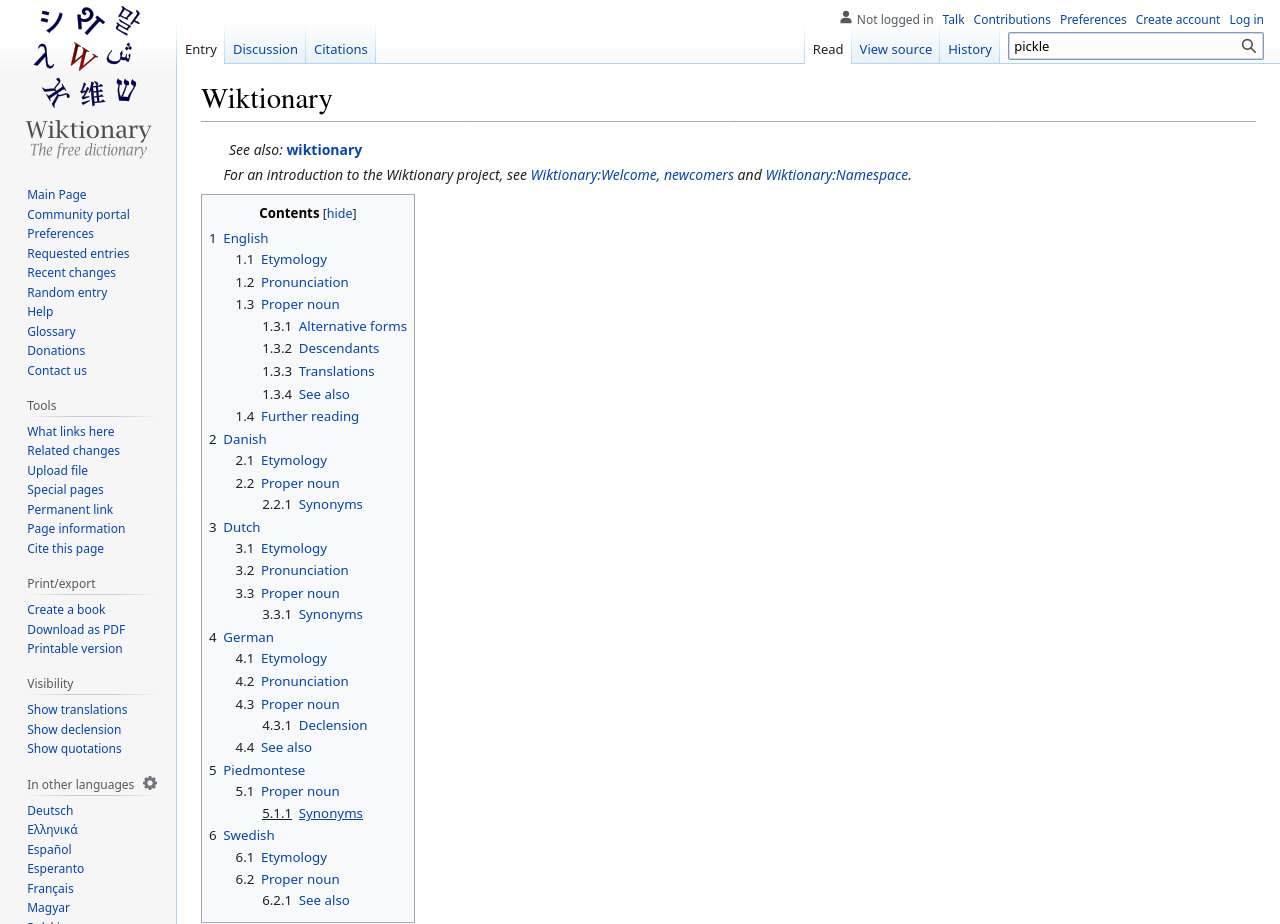 Not logged in Talk Contributions Preferences Create account Log in
Entry Discussion Citations Read View source History pickle
Wiktionary
The free dictionary
Wiktionary
See also: wiktionary
For an introduction to the Wiktionary project, see Wiktionary:Welcome, newcomers and Wiktionary:Namespace.
Main Page
Community portal
Preferences
Requested entries
Recent changes
Random entry
Help
Glossary
Donations
Contact us
Tools
What links here
Related changes
Upload file
Special pages
Permanent link
Page information
Cite this page
Print/export
Create a book
Download as PDF
Printable version
Visibility
Show translations
Show declension
Show quotations
In other languages
Deutsch
Ελληνικά
Español
Esperanto
Français
Magyar
Contents [hide]
1 English
1.1 Etymology
1.2 Pronunciation
1.3 Proper noun
1.3.1 Alternative forms
1.3.2 Descendants
1.3.3 Translations
1.3.4 See also
1.4 Further reading
2 Danish
2.1 Etymology
2.2 Proper noun
2.2.1 Synonyms
3 Dutch
3.1 Etymology
3.2 Pronunciation
3.3 Proper noun
3.3.1 Synonyms
4 German
4.1 Etymology
4.2 Pronunciation
4.3 Proper noun
4.3.1 Declension
4.4 See also
5 Piedmontese
5.1 Proper noun
5.1.1 Synonyms
6 Swedish
6.1 Etymology
6.2 Proper noun
6.2.1 See also